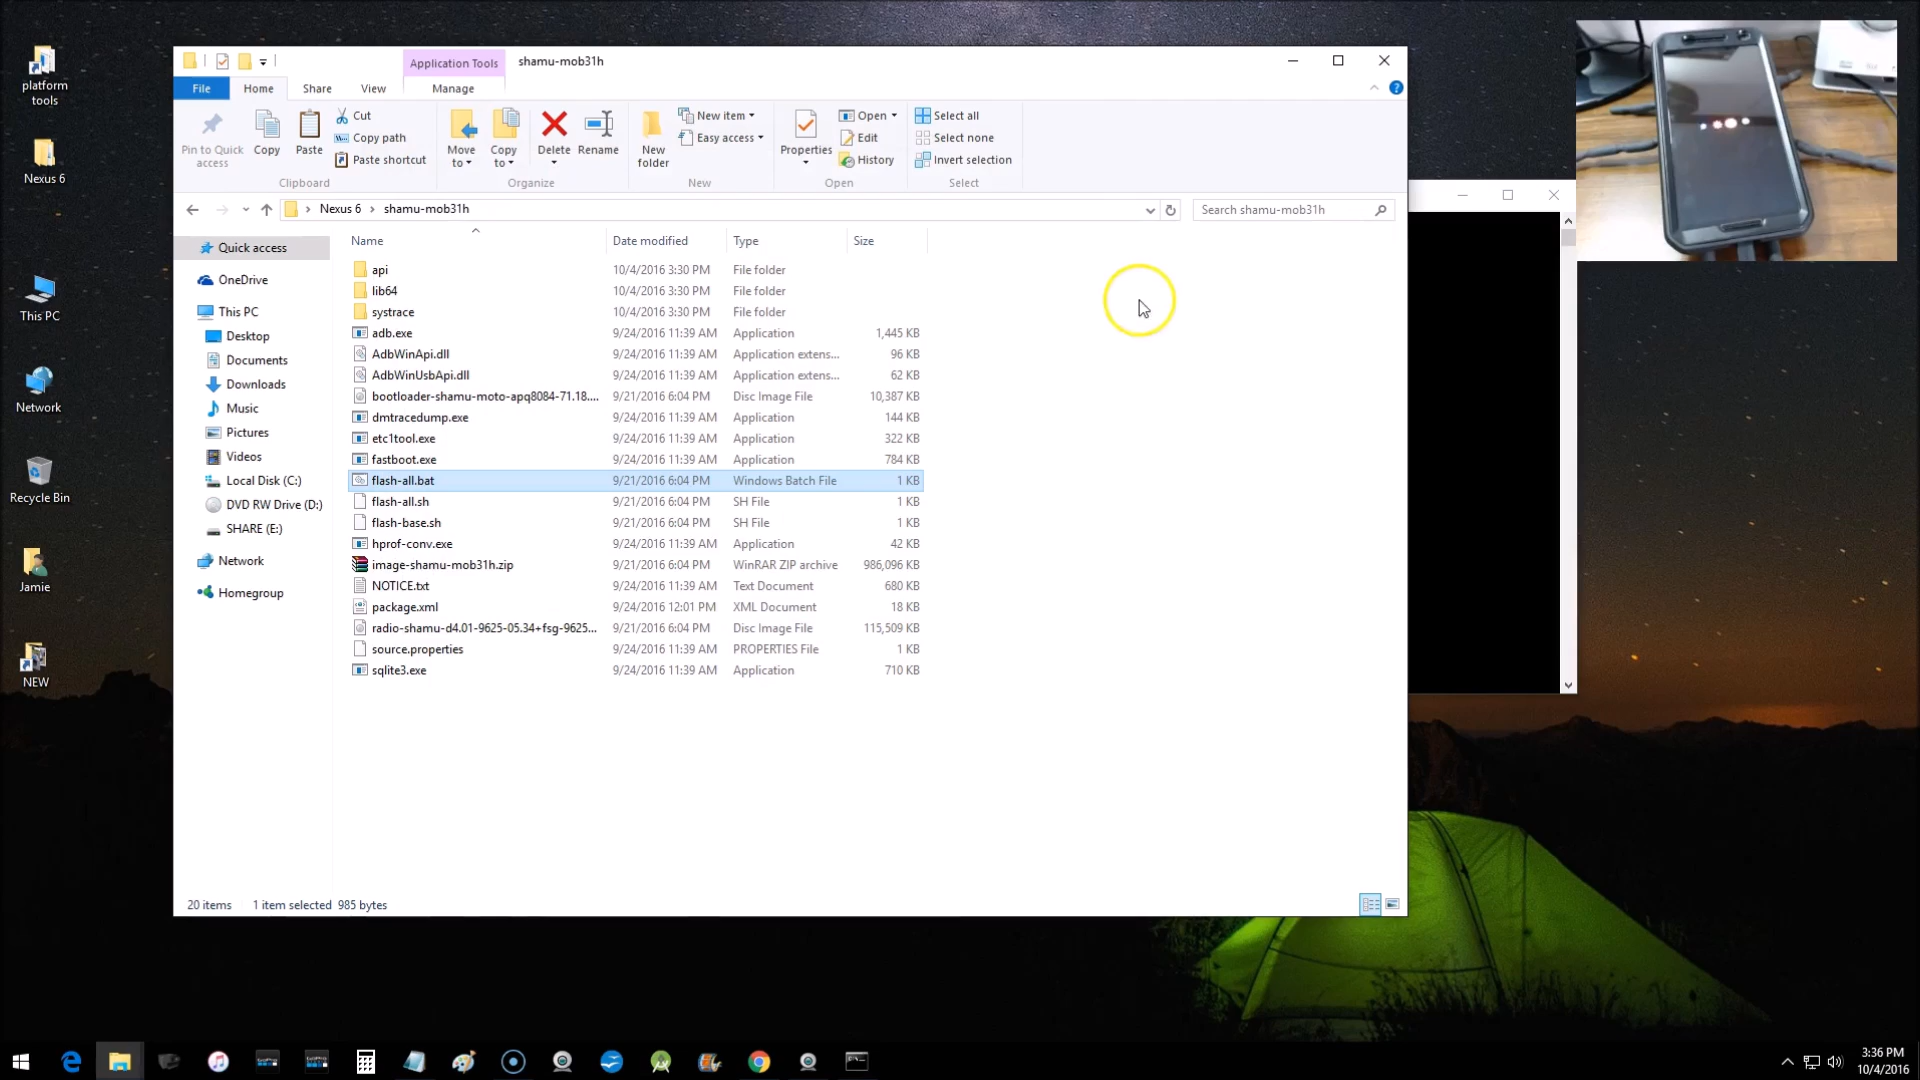 platform
tools
Nexus 6
This PC
Network
Recycle Bin
Jamie
NEW
Application Tools
shamu-mob31h
File
Home
Share
View
Manage
Pin to Quick
access
Copy
Paste
Cut
Copy path
Paste shortcut
Clipboard
Move
to
Copy
to
Delete
Rename
Organize
New
folder
New item
Easy access
New
Properties
Open
Edit
History
Open
Select all
Select none
Invert selection
Select
Nexus 6 > shamu-mob31h
Search shamu-mob31h
Quick access
OneDrive
This PC
Desktop
Documents
Downloads
Music
Pictures
Videos
Local Disk (C:)
DVD RW Drive (D:)
SHARE (E:)
Network
Homegroup
Name Date modified Type Size
api 10/4/2016 3:30 PM File folder
lib64 10/4/2016 3:30 PM File folder
systrace 10/4/2016 3:30 PM File folder
adb.exe 9/24/2016 11:39 AM Application 1,445 KB
AdbWinApi.dll 9/24/2016 11:39 AM Application extens... 96 KB
AdbWinUsbApi.dll 9/24/2016 11:39 AM Application extens... 62 KB
bootloader-shamu-moto-apq8084-71.18.... 9/21/2016 6:04 PM Disc Image File 10,387 KB
dmtracedump.exe 9/24/2016 11:39 AM Application 144 KB
etc1tool.exe 9/24/2016 11:39 AM Application 322 KB
fastboot.exe 9/24/2016 11:39 AM Application 784 KB
flash-all.bat 9/21/2016 6:04 PM Windows Batch File 1 KB
flash-all.sh 9/21/2016 6:04 PM SH File 1 KB
flash-base.sh 9/21/2016 6:04 PM SH File 1 KB
hprof-conv.exe 9/24/2016 11:39 AM Application 42 KB
image-shamu-mob31h.zip 9/21/2016 6:04 PM WinRAR ZIP archive 986,096 KB
NOTICE.txt 9/24/2016 11:39 AM Text Document 680 KB
package.xml 9/24/2016 12:01 PM XML Document 18 KB
radio-shamu-d4.01-9625-05.34+fsg-9625... 9/21/2016 6:04 PM Disc Image File 115,509 KB
source.properties 9/24/2016 11:39 AM PROPERTIES File 1 KB
sqlite3.exe 9/24/2016 11:39 AM Application 710 KB
20 items 1 item selected 985 bytes
3:36 PM
10/4/2016